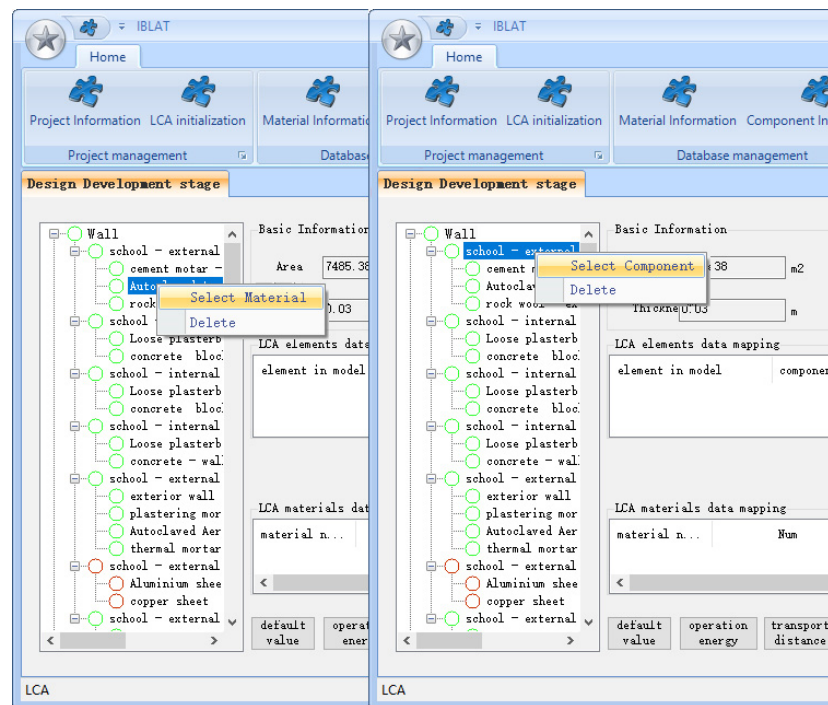 IBLAT
Home
Project Information LCA initialization Material Informatio
Project management Databas
Design Development stage
Wall
school - external
cement motar -
rock
school
Loose plasterb
concrete bloc
school - internal
Loose plasterb
concrete bloc
school - internal
Loose plasterb
concrete - wal
school - external
exterior wall
plastering mor
Autoclaved Aer
thermal mortar
school - external
Aluminium shee
copper sheet
school - external
Select Material
Delete
Basic Information
Area 7485.38
0.03
LCA elements date
element in model
LCA materials dat
material n...
default value
operat ener
LCA
IBLAT
Home
Project Information LCA initialization Material Information Component In
Project management Database management
Design Development stage
Wall
school - external
cement m
Autoclav
rock wool ex
school - internal
Loose plasterb
concrete bloc
school - internal
Loose plasterb
concrete bloc
school - internal
Loose plasterb
concrete - wal
school - external
exterior wall
plastering mor
Autoclaved Aer
thermal mortar
school - external
Aluminium shee
copper sheet
school - external
Select Component
Delete
Basic Information
38 m2
Thickne 0.03 m
LCA elements data mapping
element in model componen
LCA materials data mapping
material n... Num
default value
operation energy
transport distance
LCA